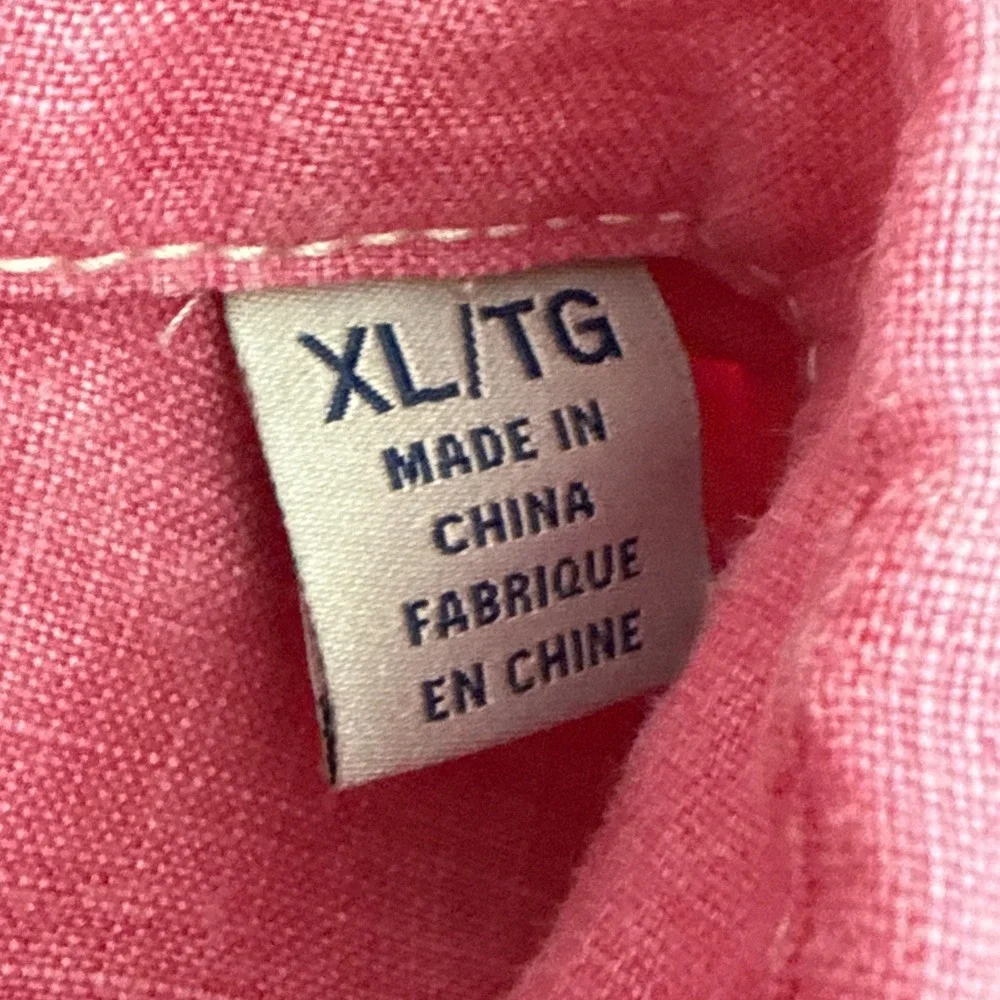 XL/TG
MADE IN
CHINA
FABRIQUE
EN CHINE